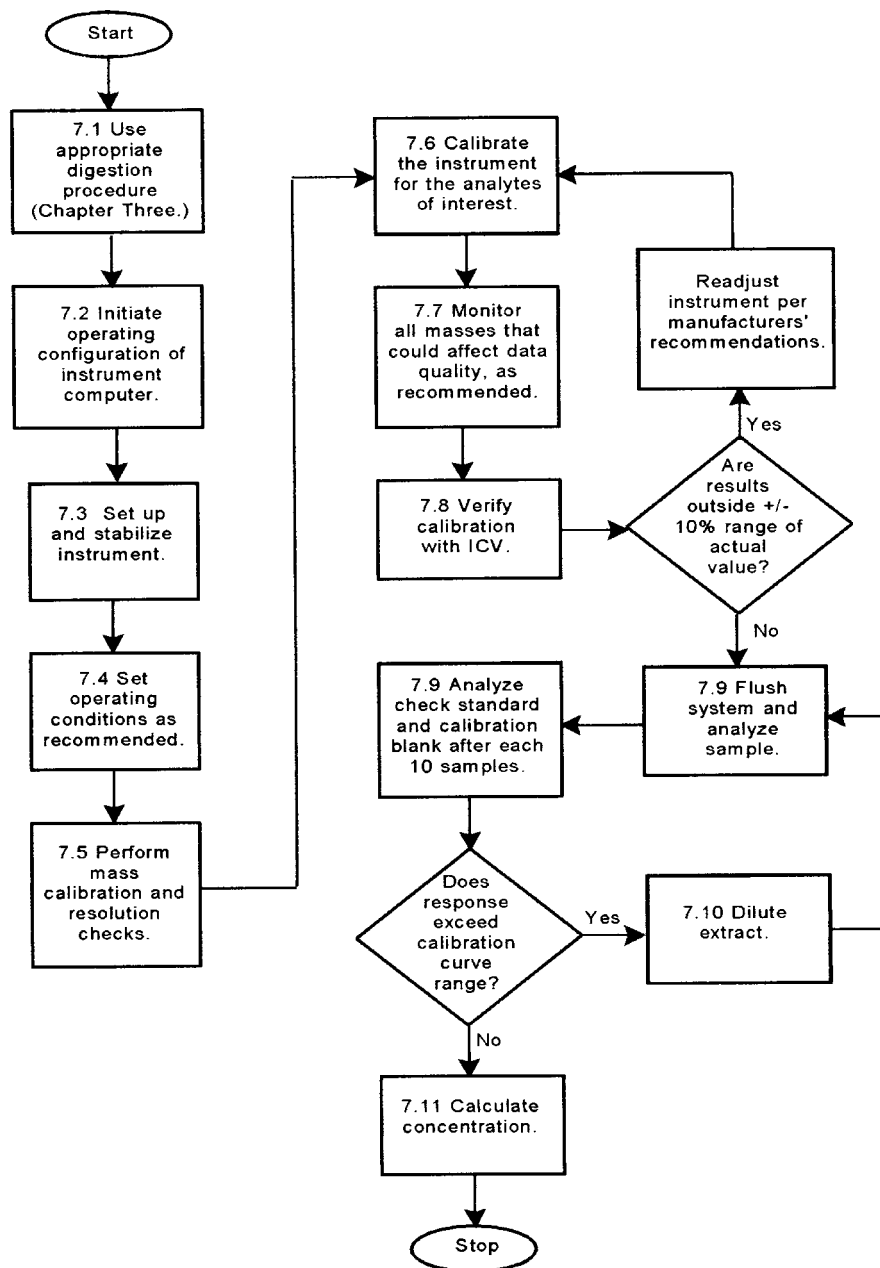 Start
7.1 Use
appropriate
digestion
procedure
(Chapter Three.)
7.2 Initiate
operating
configuration of
instrument
computer.
7.3 Set up
and stabilize
instrument.
7.4 Set
operating
conditions as
recommended.
7.5 Perform
mass
calibration and
resolution
checks.
7.6 Calibrate
the instrument
for the analytes
of interest.
7.7 Monitor
all masses that
could affect data
quality, as
recommended.
7.8 Verify
calibration
with ICV.
Are
results
outside +/-
10% range of
actual
value?
Yes
Readjust
instrument per
manufacturers'
recommendations.
No
7.9 Flush
system and
analyze
sample.
7.9 Analyze
check standard
and calibration
blank after each
10 samples.
Does
response
exceed
calibration
curve
range?
Yes
7.10 Dilute
extract.
No
7.11 Calculate
concentration.
Stop